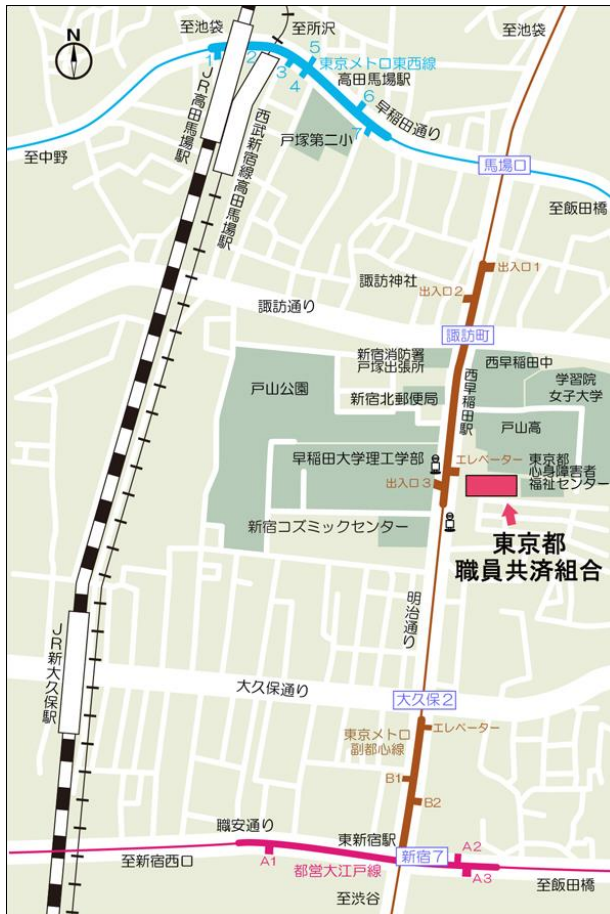 至池袋
至所沢
至池袋
N
1
2
3
4
5
東京メトロ東西線
高田馬場駅
6
7
早稲田通り
JR高田馬場駅
西武新宿線高田馬場駅
戸塚第二小
至中野
馬場口
至飯田橋
出入口1
諏訪神社
出入口2
諏訪通り
諏訪町
新宿消防署
戸塚出張所
西早稲田中
学習院
女子大学
戸山公園
新宿北郵便局
西早稲田駅
戸山高
早稲田大学理工学部
エレベーター
東京都
心身障害者
福祉センター
出入口3
新宿コズミックセンター
東京都
職員共済組合
明治通り
JR新大久保駅
大久保通り
大久保2
東京メトロ
副都心線
エレベーター
B1
B2
職安通り
東新宿駅
A1
新宿7
A2
A3
至新宿西口
都営大江戸線
至飯田橋
至渋谷